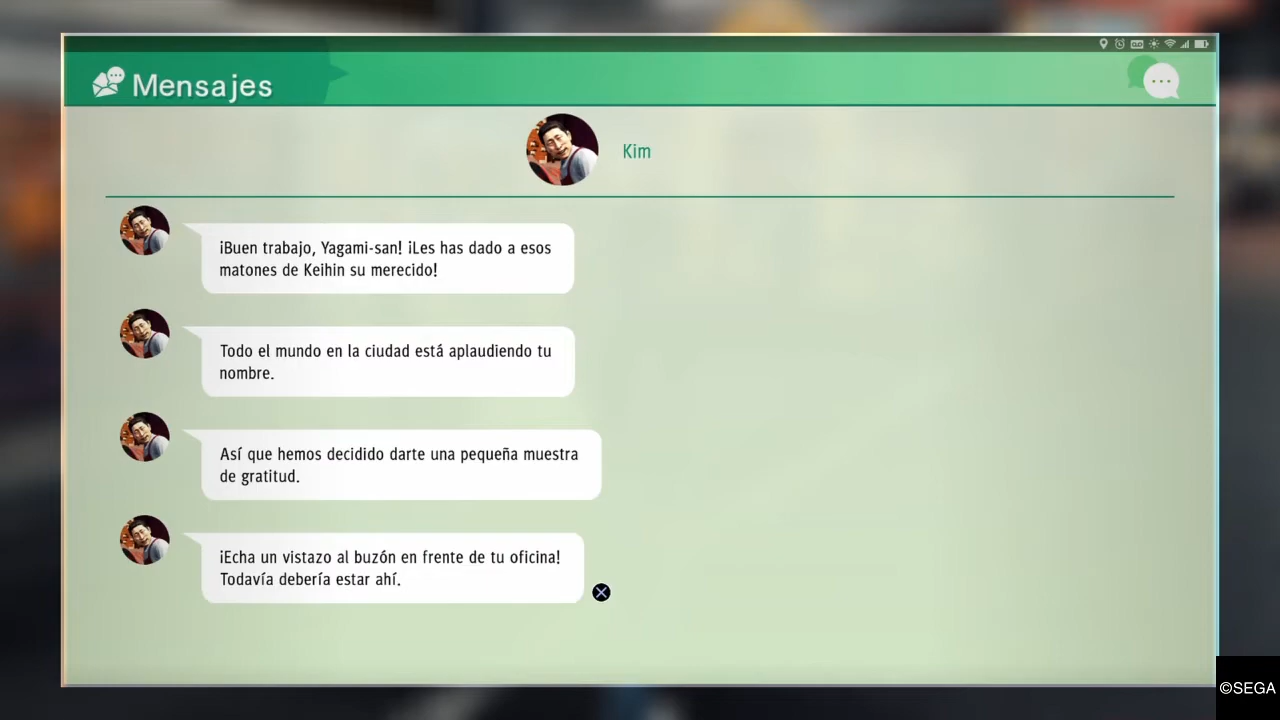 Mensajes
Kim
¡Buen trabajo, Yagami-san! ¡Les has dado a esos
matones de Keihin su merecido!
Todo el mundo en la ciudad está aplaudiendo tu
nombre.
Así que hemos decidido darte una pequeña muestra
de gratitud.
¡Echa un vistazo al buzón en frente de tu oficina!
Todavía debería estar ahí.
©SEGA